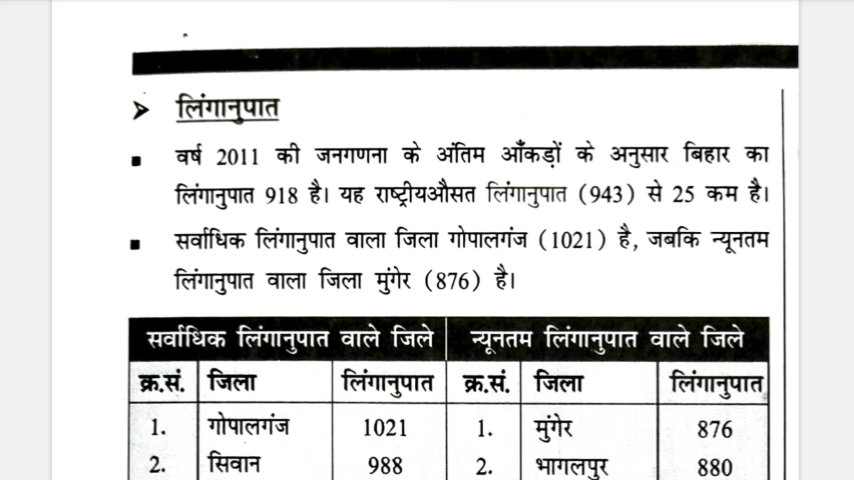 ➤ लिंगानुपात
▪ वर्ष 2011 की जनगणना के अंतिम आँकड़ों के अनुसार बिहार का
लिंगानुपात 918 है। यह राष्ट्रीयऔसत लिंगानुपात (943) से 25 कम है।
▪ सर्वाधिक लिंगानुपात वाला जिला गोपालगंज (1021) है, जबकि न्यूनतम
लिंगानुपात वाला जिला मुंगेर (876) है।
सर्वाधिक लिंगानुपात वाले जिले न्यूनतम लिंगानुपात वाले जिले
क्र.सं. जिला लिंगानुपात क्र.सं. जिला लिंगानुपात
1. गोपालगंज 1021 1. मुंगेर 876
2. सिवान 988 2. भागलपुर 880